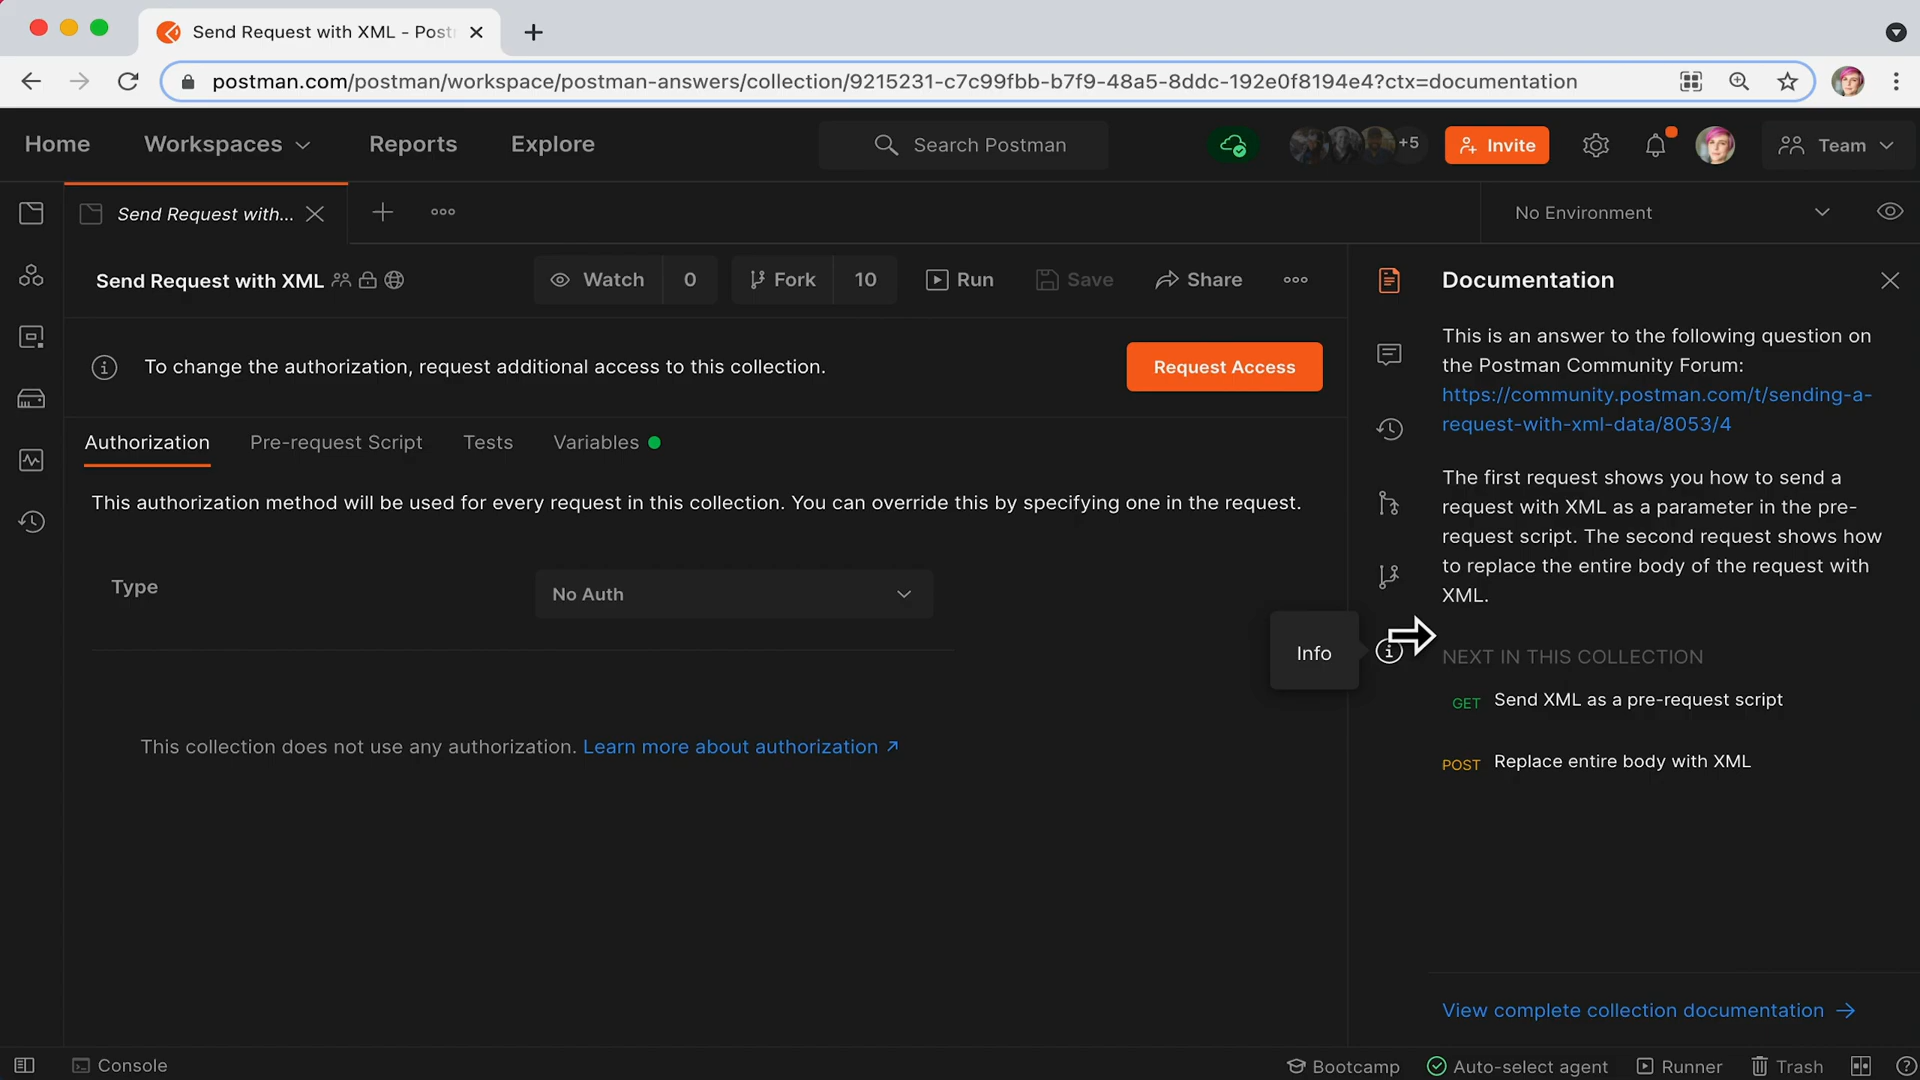 Send Request with XML - Post
postman.com/postman/workspace/postman-answers/collection/9215231-c7c99fbb-b7f9-48a5-8ddc-192e0f8194e4?ctx=documentation
Home Workspaces Reports Explore Search Postman +5 Invite Team
Send Request with... No Environment
Send Request with XML Watch 0 Fork 10 Run Save Share
To change the authorization, request additional access to this collection. Request Access
Authorization Pre-request Script Tests Variables
This authorization method will be used for every request in this collection. You can override this by specifying one in the request.
Type No Auth
This collection does not use any authorization. Learn more about authorization ↗
Info
Documentation
This is an answer to the following question on
the Postman Community Forum:
https://community.postman.com/t/sending-a-
request-with-xml-data/8053/4
The first request shows you how to send a
request with XML as a parameter in the pre-
request script. The second request shows how
to replace the entire body of the request with
XML.
NEXT IN THIS COLLECTION
GET Send XML as a pre-request script
POST Replace entire body with XML
View complete collection documentation →
Console Bootcamp Auto-select agent Runner Trash